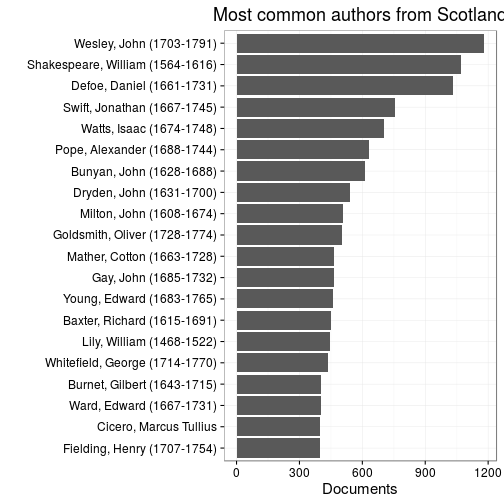 Most common authors from Scotland
Wesley, John (1703-1791)
Shakespeare, William (1564-1616)
Defoe, Daniel (1661-1731)
Swift, Jonathan (1667-1745)
Watts, Isaac (1674-1748)
Pope, Alexander (1688-1744)
Bunyan, John (1628-1688)
Dryden, John (1631-1700)
Milton, John (1608-1674)
Goldsmith, Oliver (1728-1774)
Mather, Cotton (1663-1728)
Gay, John (1685-1732)
Young, Edward (1683-1765)
Baxter, Richard (1615-1691)
Lily, William (1468-1522)
Whitefield, George (1714-1770)
Burnet, Gilbert (1643-1715)
Ward, Edward (1667-1731)
Cicero, Marcus Tullius
Fielding, Henry (1707-1754)
0 300 600 900 1200
Documents